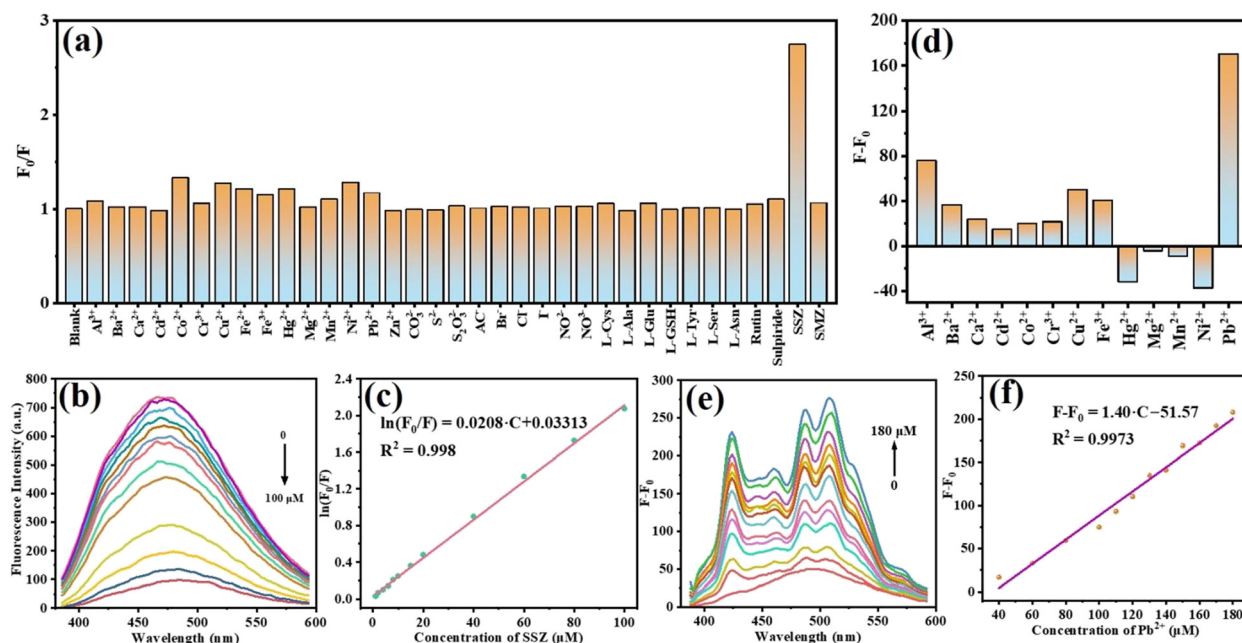 (a)
F₀/F
3
2
1
0
Blank
Al³⁺
Ba²⁺
Ca²⁺
Cd²⁺
Co²⁺
Cr³⁺
Cu²⁺
Fe²⁺
Fe³⁺
Hg²⁺
Mg²⁺
Mn²⁺
Ni²⁺
Pb²⁺
Zn²⁺
S²⁻
S₂O₃²⁻
AC⁻
Br⁻
Cl⁻
I⁻
NO²⁻
NO³⁻
L-Cys
L-Ala
L-Glu
L-GSH
L-Tyr
L-Ser
L-Asn
Rutin
Sulpiride
SSZ
SMZ
(d)
F-F₀
200
160
120
80
40
0
-40
Al³⁺
Ba²⁺
Ca²⁺
Cd²⁺
Co²⁺
Cr³⁺
Cu²⁺
Fe³⁺
Hg²⁺
Mg²⁺
Mn²⁺
Ni²⁺
Pb²⁺
(b)
Fluorescence Intensity (a.u.)
800
700
600
500
400
300
200
100
0
0
100 μM
400 450 500 550 600
Wavelength (nm)
(c)
ln(F₀/F)
2.4
2.0
1.6
1.2
0.8
0.4
0.0
ln(F₀/F) = 0.0208·C+0.03313
R² = 0.998
0 20 40 60 80 100
Concentration of SSZ (μM)
(e)
F-F₀
300
250
200
150
100
50
0
180 μM
0
400 450 500 550 600
Wavelength (nm)
(f)
F-F₀
250
200
150
100
50
0
F-F₀ = 1.40·C−51.57
R² = 0.9973
40 60 80 100 120 140 160 180
Concentration of Pb²⁺ (μM)